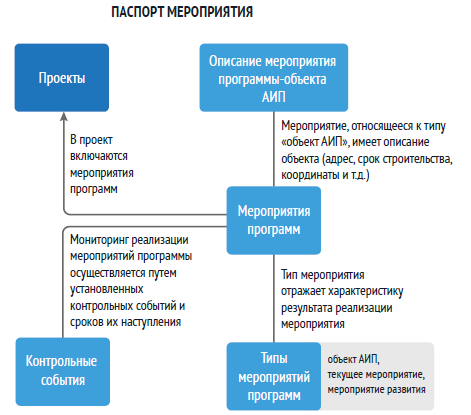 ПАСПОРТ МЕРОПРИЯТИЯ
Проекты
Описание мероприятия
программы-объекта
АИП
В проект
включаются
мероприятия
программ
Мероприятие, относящееся к типу
«объект АИП», имеет описание
объекта (адрес, срок строительства,
координаты и т.д.)
Мероприятия
программ
Мониторинг реализации
мероприятий программы
осуществляется путем
установленных
контрольных событий и
сроков их наступления
Тип мероприятия
отражает характеристику
результата реализации
мероприятия
Контрольные
события
Типы
мероприятий
программ
объект АИП,
текущее мероприятие,
мероприятие развития